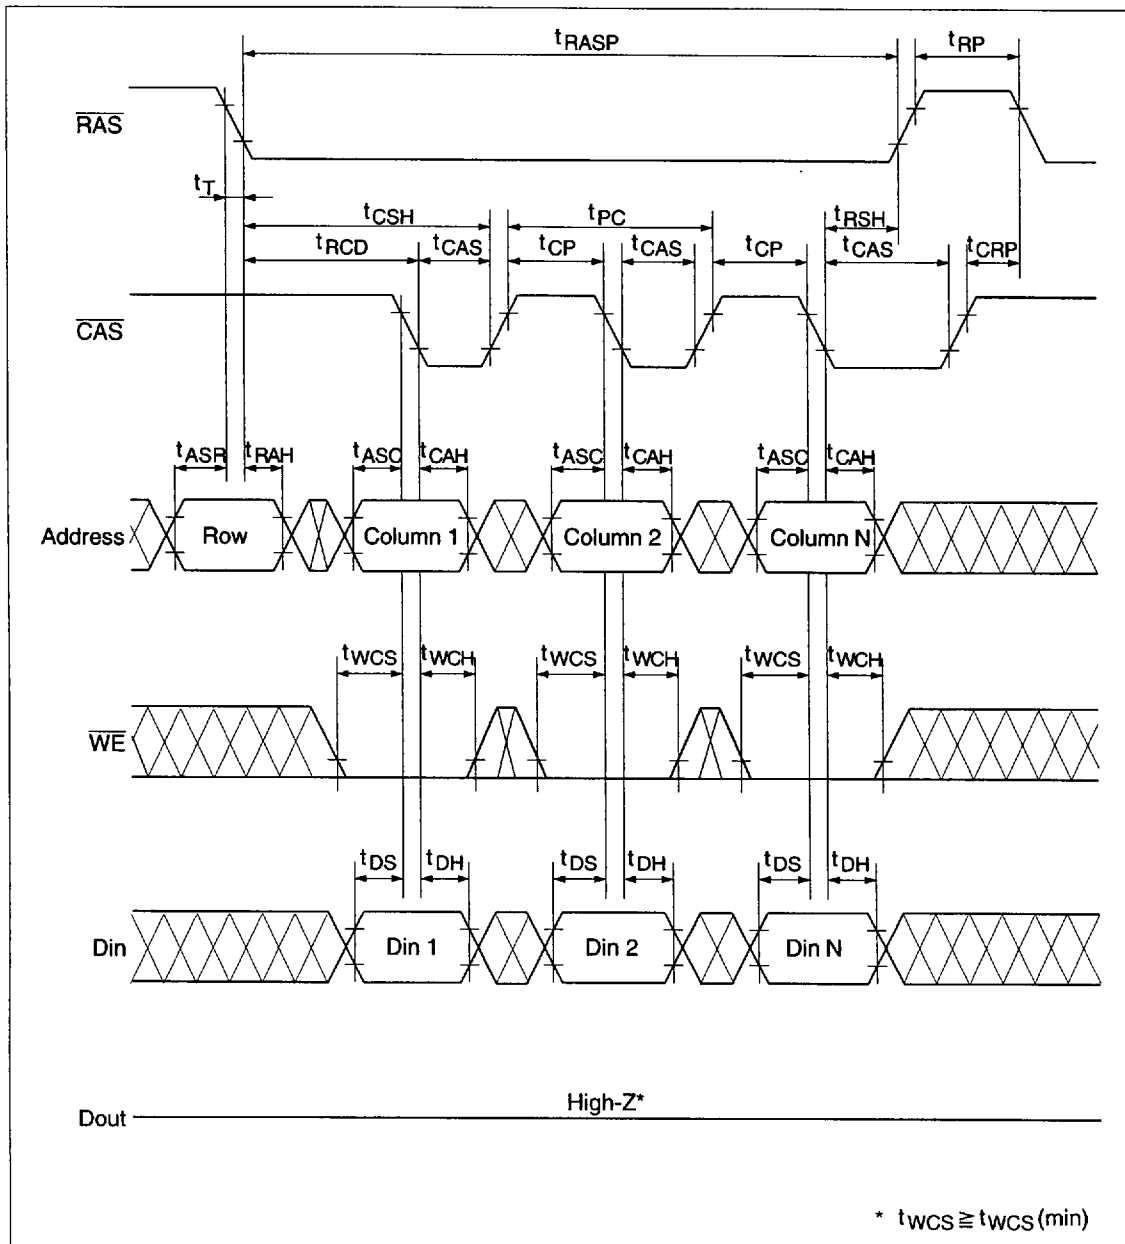 tRASP tRP
RAS
tT
tCSH tPC tRSH
tRCD tCAS tCP tCAS tCP tCAS tCRP
CAS
tASR tRAH tASC tCAH tASC tCAH tASC tCAH
Address Row Column 1 Column 2 Column N
tWCS tWCH tWCS tWCH tWCS tWCH
WE
tDS tDH tDS tDH tDS tDH
Din Din 1 Din 2 Din N
High-Z*
Dout
* tWCS ≧ tWCS (min)